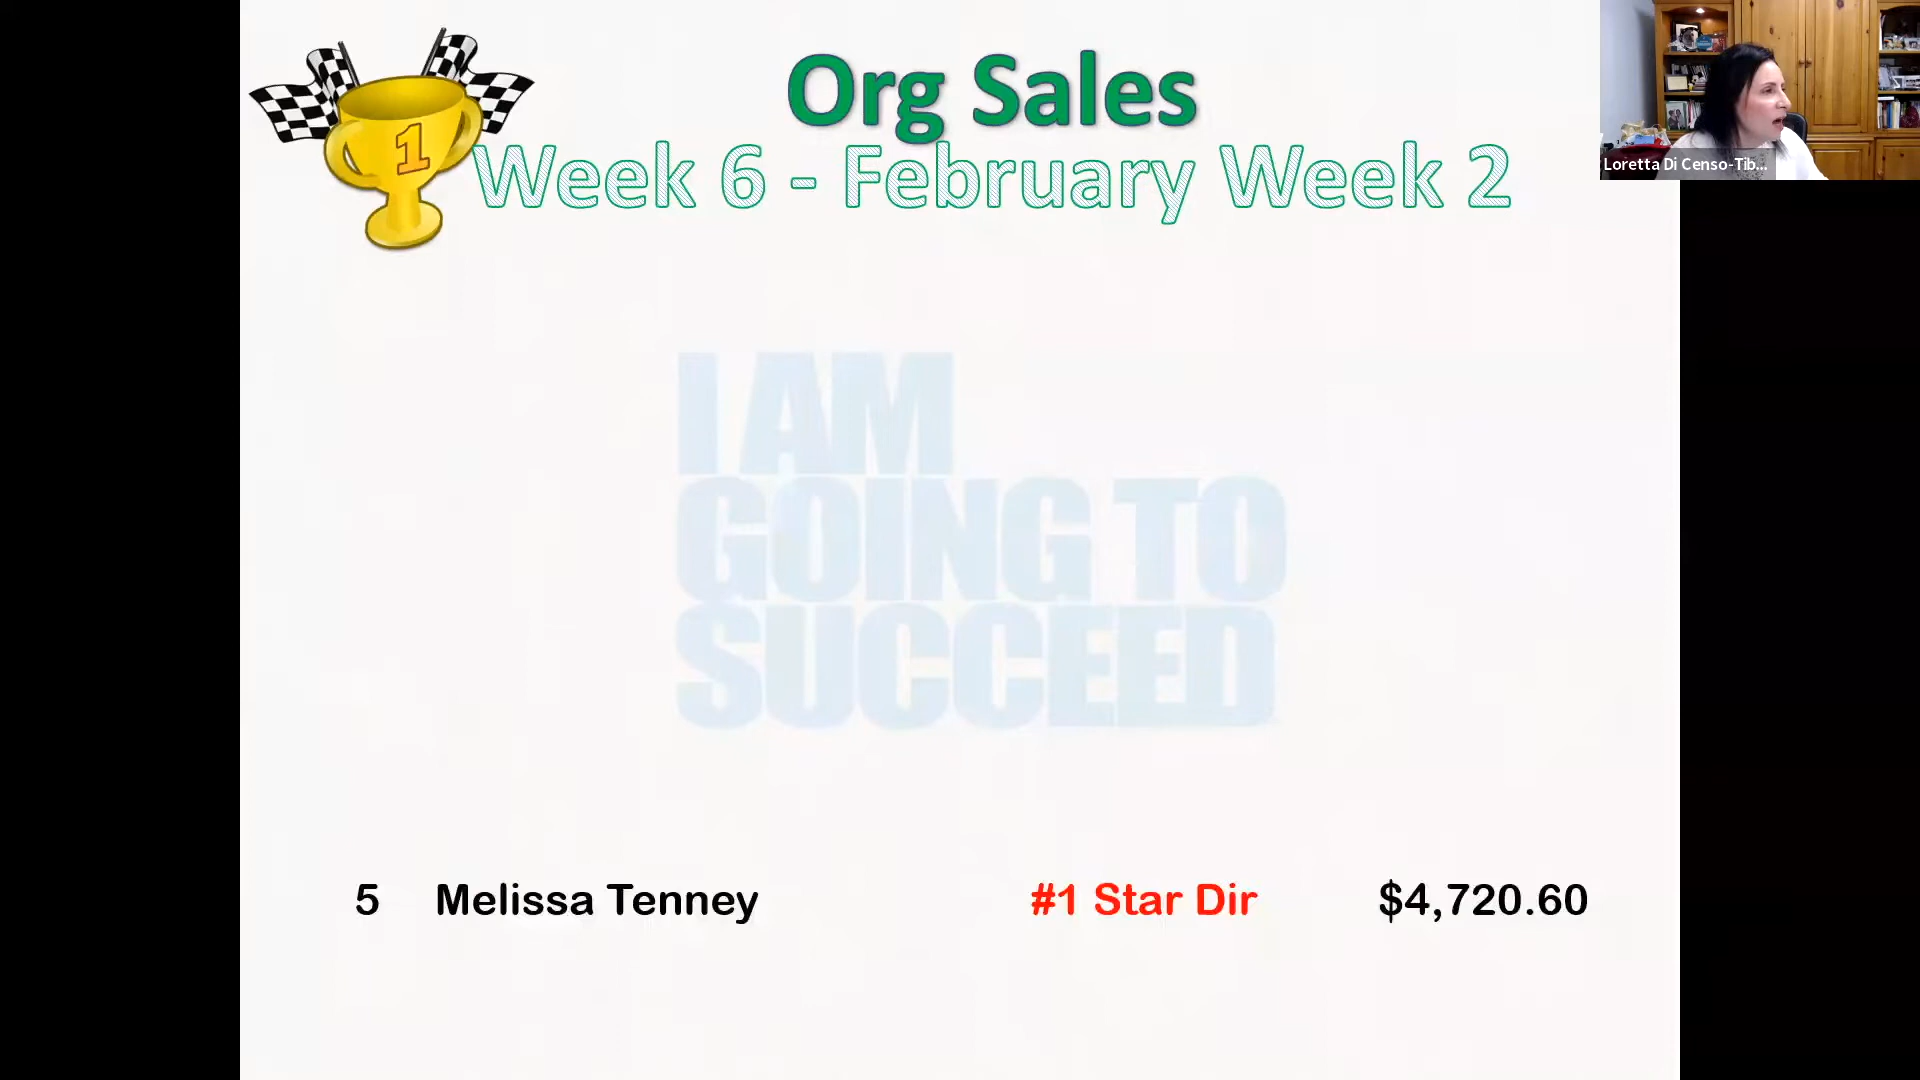 Org Sales
Week 6 - February Week 2
1
Loretta Di Censo-Tib...
I AM
GOING TO
SUCCEED
5 Melissa Tenney #1 Star Dir $4,720.60